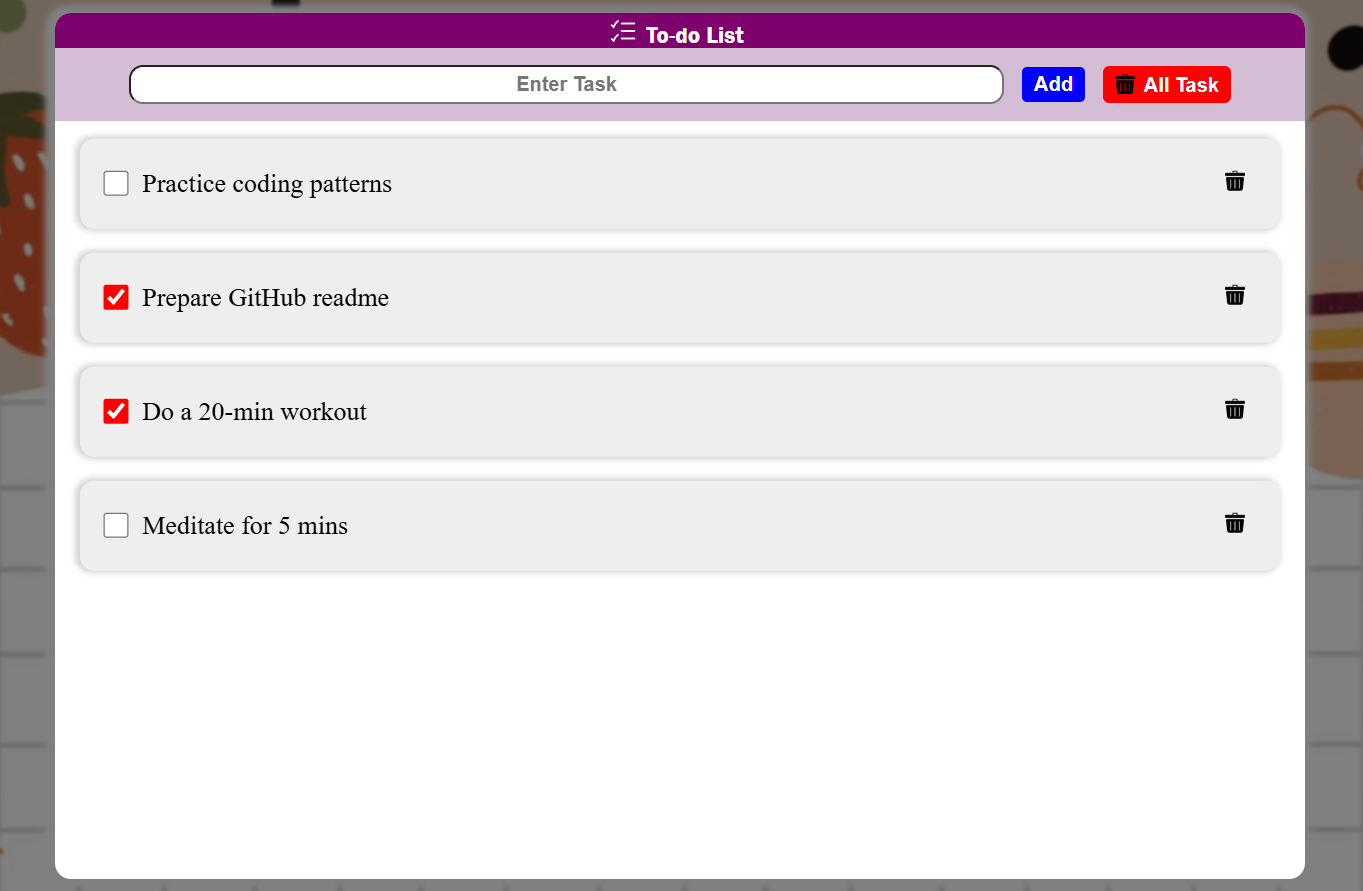 To-do List
Enter Task
Add
All Task
Practice coding patterns
Prepare GitHub readme
Do a 20-min workout
Meditate for 5 mins